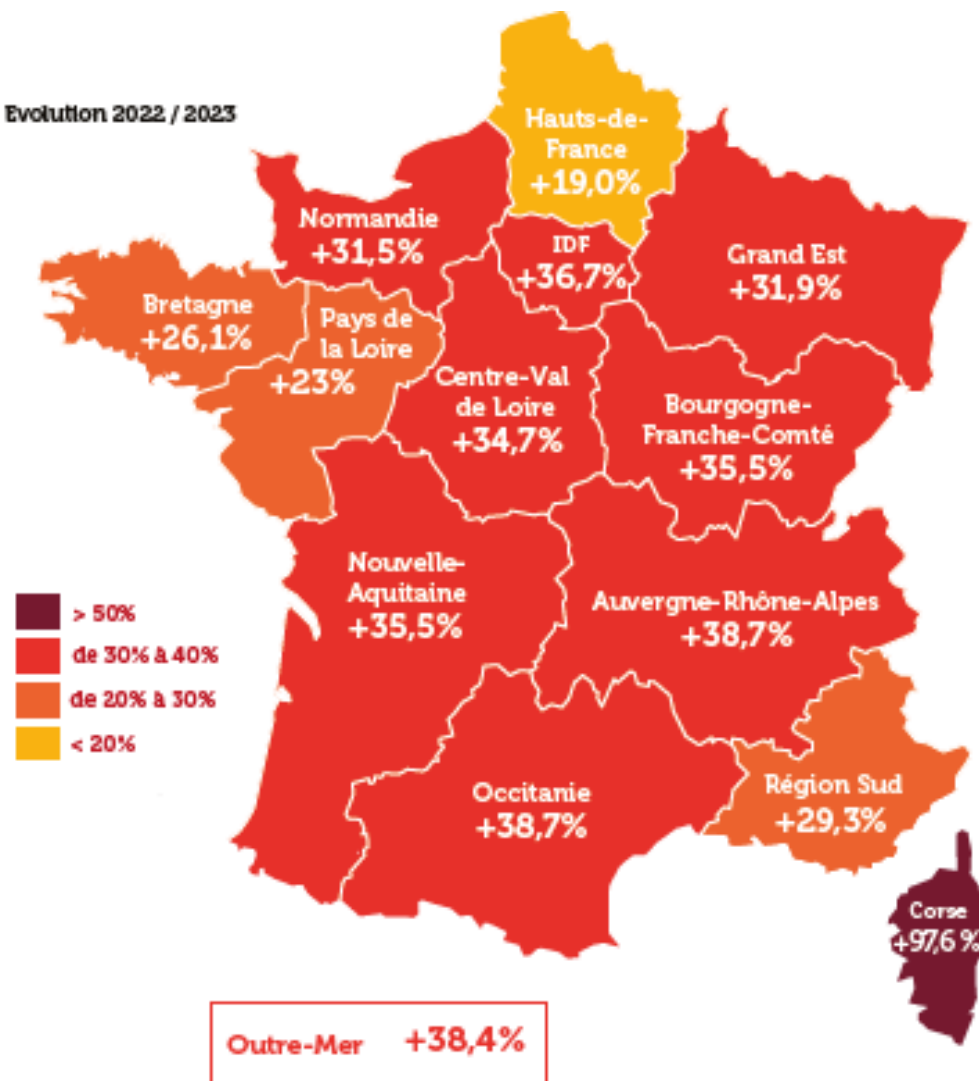 Evolution 2022 / 2023
Hauts-de-
France
+19,0%
Normandie
+31,5%
IDF
+36,7%
Grand Est
+31,9%
Bretagne
+26,1%
Pays de
la Loire
+23%
Centre-Val
de Loire
+34,7%
Bourgogne-
Franche-Comté
+35,5%
Nouvelle-
Aquitaine
+35,5%
Auvergne-Rhône-Alpes
+38,7%
> 50%
de 30% à 40%
de 20% à 30%
< 20%
Occitanie
+38,7%
Région Sud
+29,3%
Corse
+97,6 %
Outre-Mer +38,4%